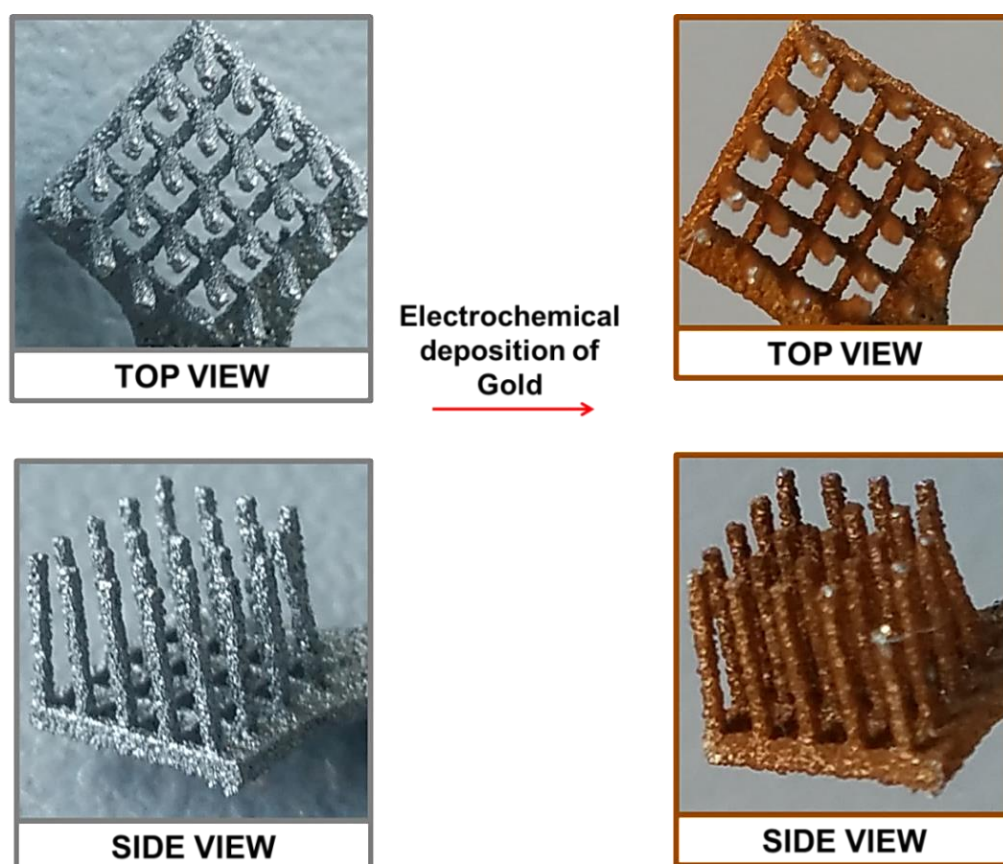 TOP VIEW
Electrochemical
deposition of
Gold
TOP VIEW
SIDE VIEW
SIDE VIEW